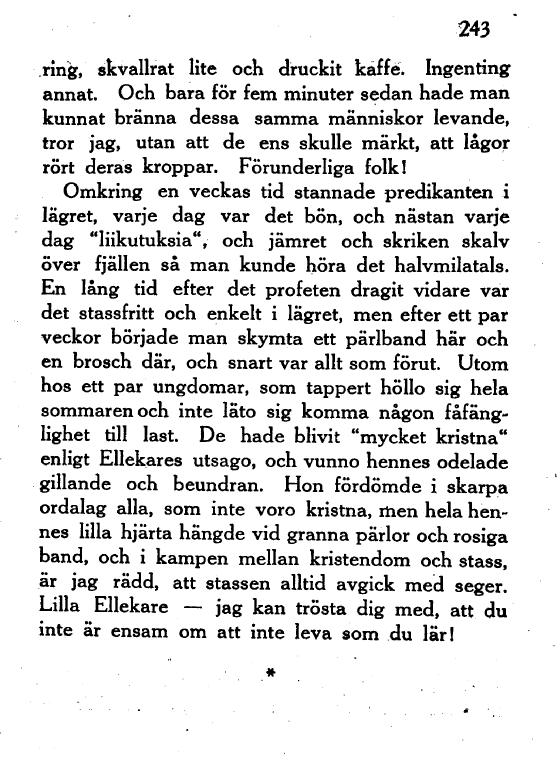 243
ring, skvallrat lite och druckit kaffe. Ingenting
annat. Och bara för fem minuter sedan hade man
kunnat bränna dessa samma människor levande,
tror jag, utan att de ens skulle märkt, att lågor
rört deras kroppar. Förunderliga folk!
Omkring en veckas tid stannade predikanten i
lägret, varje dag var det bön, och nästan varje
dag “liikutuksia“, och jämret och skriken skalv
över fjällen så man kunde höra det halvmilatals.
En lång tid efter det profeten dragit vidare var
det stassfritt och enkelt i lägret, men efter ett par
veckor började man skymta ett pärlband här och
en brosch där, och snart var allt som förut. Utom
hos ett par ungdomar, som tappert höllo sig hela
sommaren och inte läto sig komma någon fåfäng-
lighet till last. De hade blivit “mycket kristna“
enligt Ellekares utsago, och vunno hennes odelade
gillande och beundran. Hon fördömde i skarpa
ordalag alla, som inte voro kristna, men hela hen-
nes lilla hjärta hängde vid granna pärlor och rosiga
band, och i kampen mellan kristendom och stass,
är jag rädd, att stassen alltid avgick med seger.
Lilla Ellekare — jag kan trösta dig med, att du
inte är ensam om att inte leva som du lär!
*